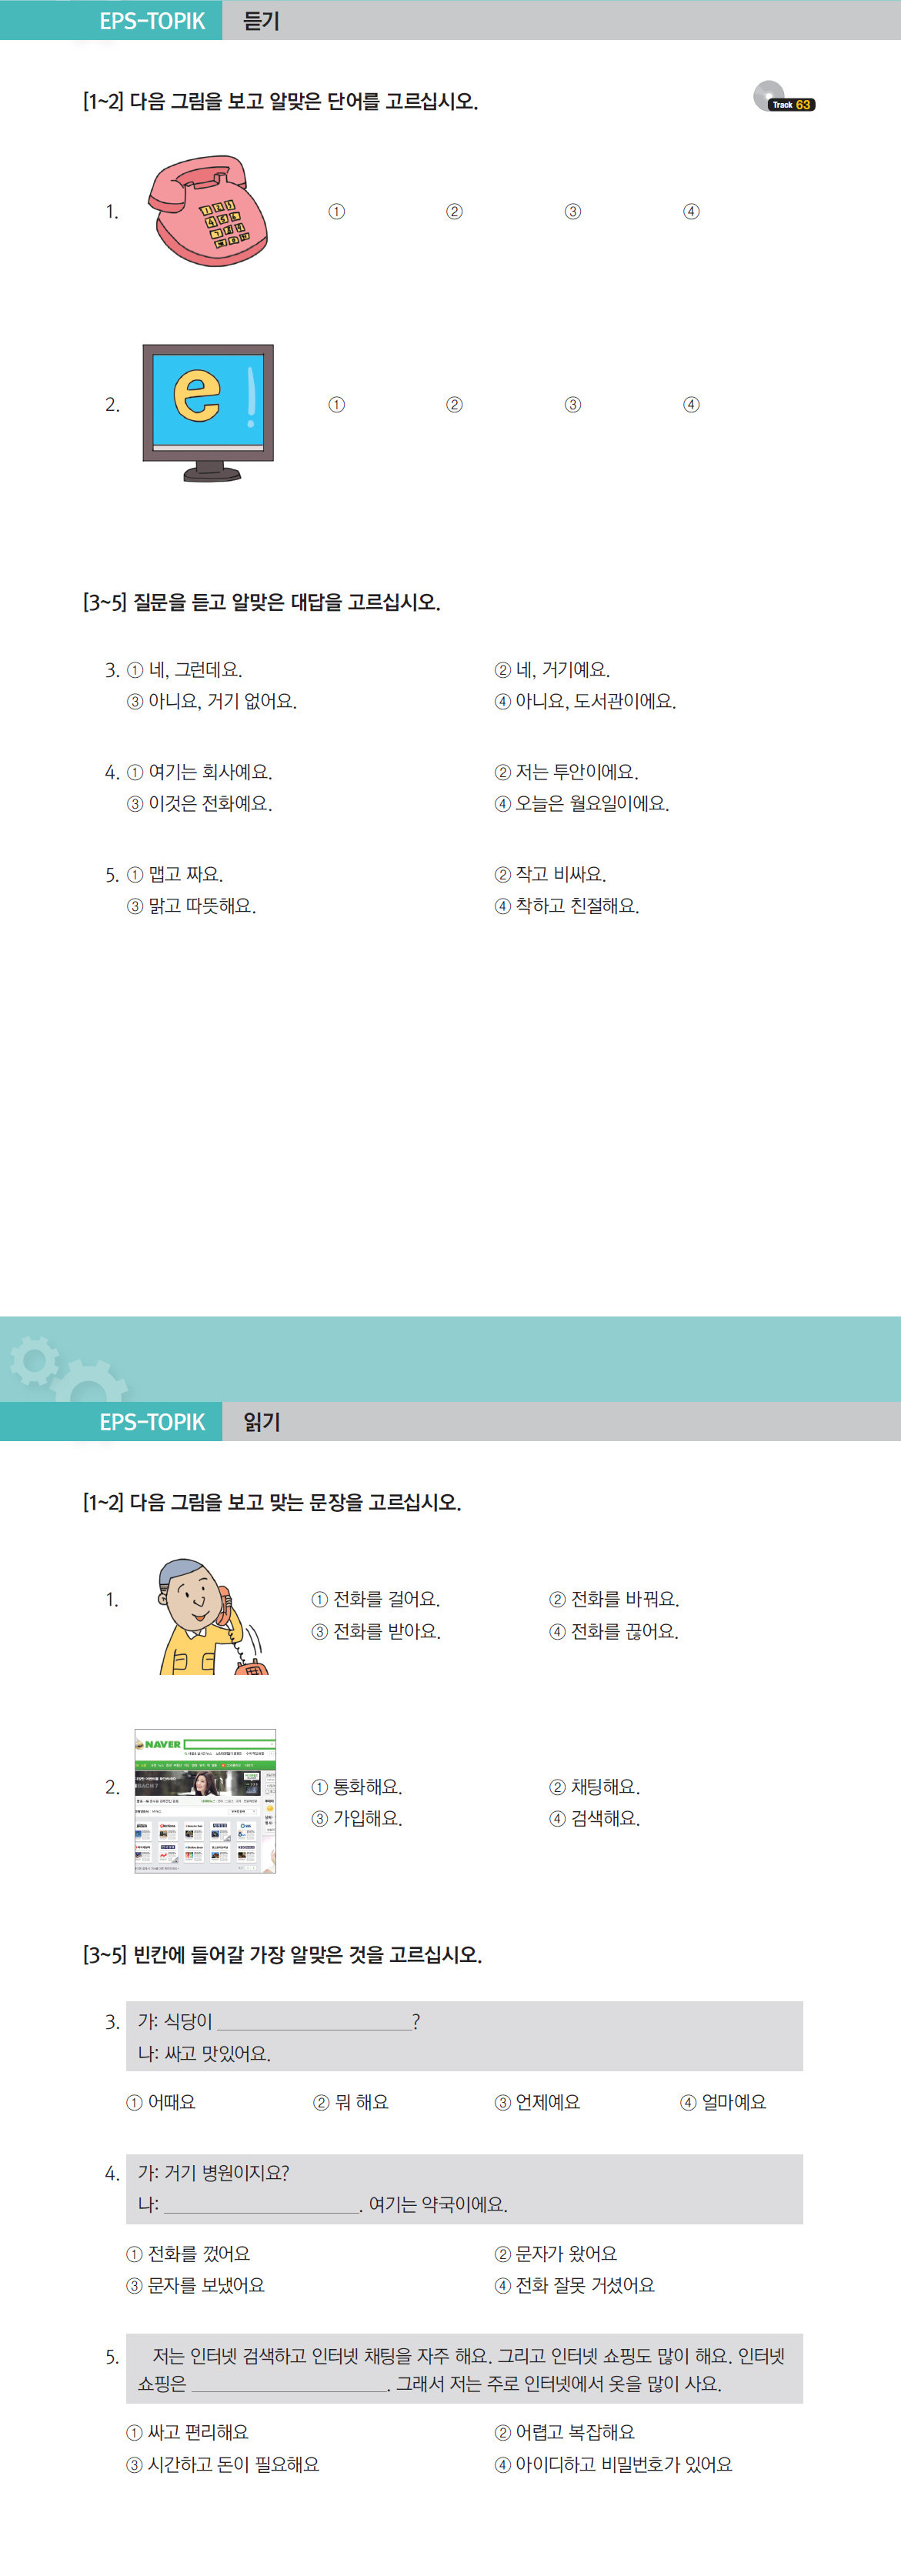 EPS-TOPIK 듣기
[1~2] 다음 그림을 보고 알맞은 단어를 고르십시오.
Track 63
1. ① ② ③ ④
2. ① ② ③ ④
[3~5] 질문을 듣고 알맞은 대답을 고르십시오.
3. ① 네, 그런데요. ② 네, 거기예요.
③ 아니요, 거기 없어요. ④ 아니요, 도서관이에요.
4. ① 여기는 회사예요. ② 저는 투안이에요.
③ 이것은 전화예요. ④ 오늘은 월요일이에요.
5. ① 맵고 짜요. ② 작고 비싸요.
③ 맑고 따뜻해요. ④ 착하고 친절해요.
EPS-TOPIK 읽기
[1~2] 다음 그림을 보고 맞는 문장을 고르십시오.
1. ① 전화를 걸어요. ② 전화를 바꿔요.
③ 전화를 받아요. ④ 전화를 끊어요.
NAVER
2. ① 통화해요. ② 채팅해요.
③ 가입해요. ④ 검색해요.
[3~5] 빈칸에 들어갈 가장 알맞은 것을 고르십시오.
3. 가: 식당이 ____________________?
나: 싸고 맛있어요.
① 어때요 ② 뭐 해요 ③ 언제예요 ④ 얼마예요
4. 가: 거기 병원이지요?
나: ____________________. 여기는 약국이에요.
① 전화를 껐어요 ② 문자가 왔어요
③ 문자를 보냈어요 ④ 전화 잘못 거셨어요
5. 저는 인터넷 검색하고 인터넷 채팅을 자주 해요. 그리고 인터넷 쇼핑도 많이 해요. 인터넷
쇼핑은 ____________________. 그래서 저는 주로 인터넷에서 옷을 많이 사요.
① 싸고 편리해요 ② 어렵고 복잡해요
③ 시간하고 돈이 필요해요 ④ 아이디하고 비밀번호가 있어요